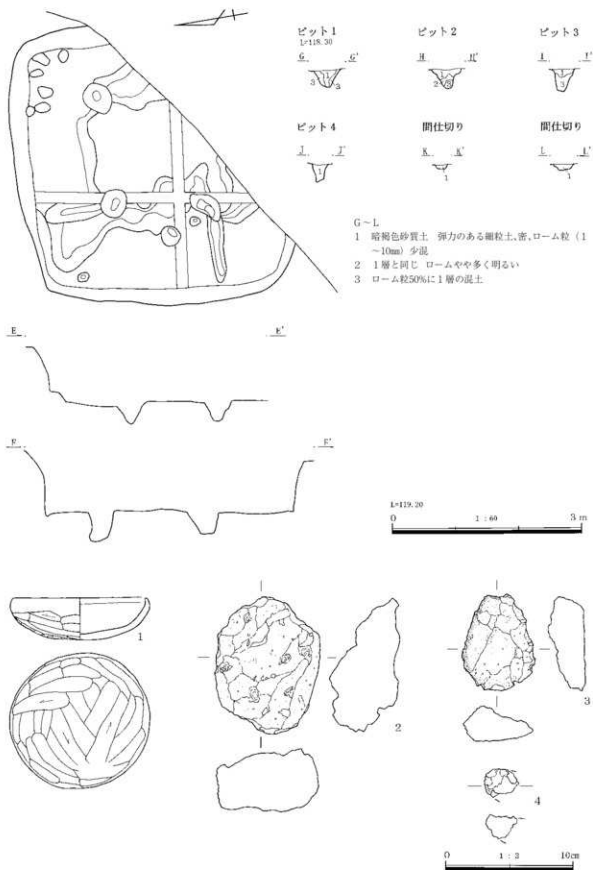 ピット1
L=118.30
ピット2
ピット3
G G'
H H'
I I'
3 1 3
2 1 3
1 3
ピット4
間仕切り
間仕切り
J J'
K K'
L L'
1
1
1
G～L
1 暗褐色砂質土 弾力のある細粒土、密、ローム粒（1
～10㎜）少混
2 1層と同じ ロームやや多く明るい
3 ローム粒50%に1層の混土
E E'
F F'
L=119.20
0 1：60 3m
1
2
3
4
0 1：3 10㎝